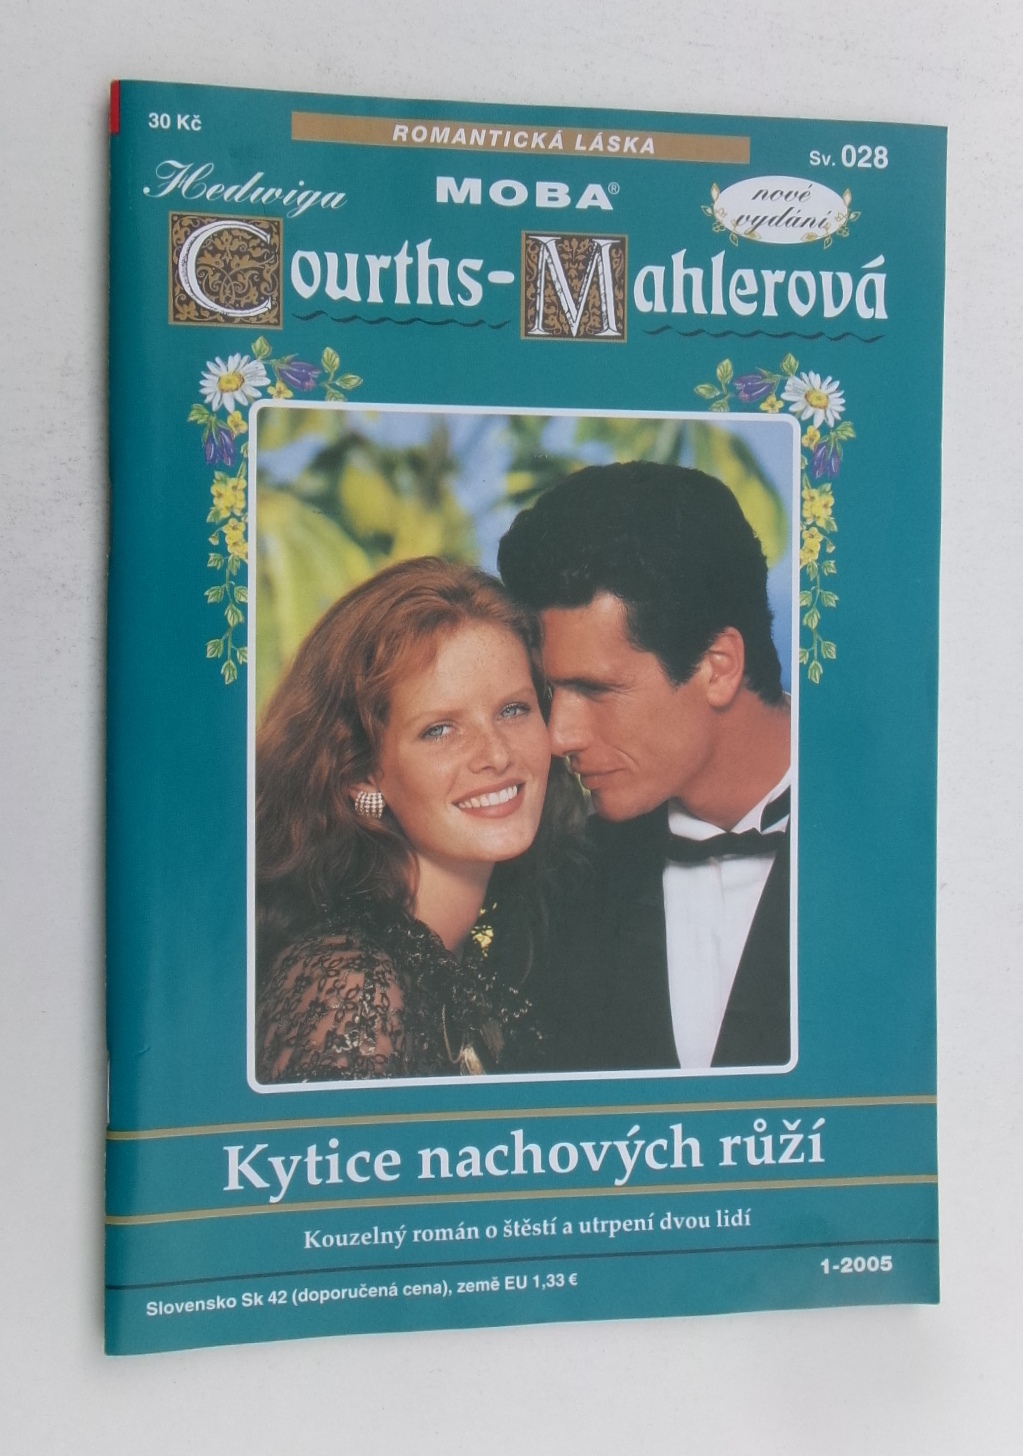 30 Kč
ROMANTICKÁ LÁSKA
Sv. 028
Hedwiga
MOBA®
nové
vydání
Courths-Mahlerová
Kytice nachových růží
Kouzelný román o štěstí a utrpení dvou lidí
1-2005
Slovensko Sk 42 (doporučená cena), země EU 1,33 €